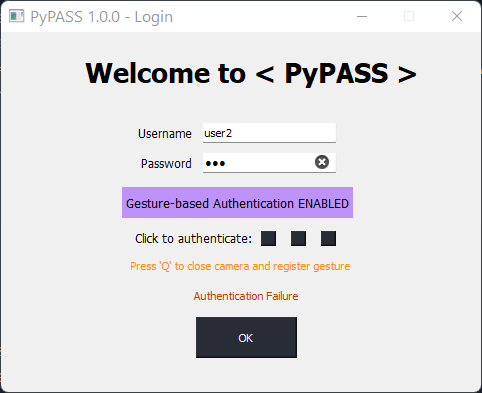 PyPASS 1.0.0 - Login
Welcome to < PyPASS >
Username user2
Password •••
Gesture-based Authentication ENABLED
Click to authenticate:
Press 'Q' to close camera and register gesture
Authentication Failure
OK